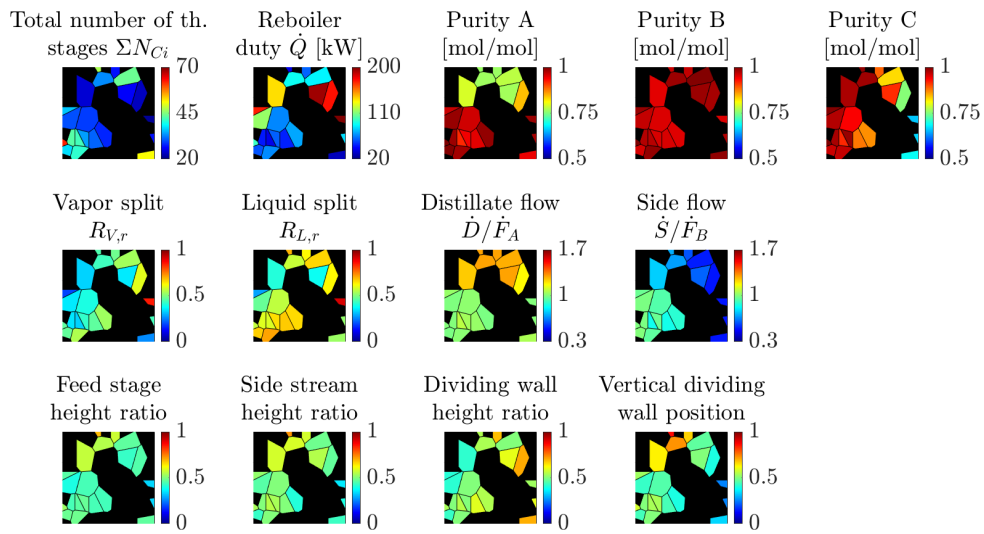 Total number of th.
stages ΣN_{Ci}
Reboiler
duty Q̇ [kW]
Purity A
[mol/mol]
Purity B
[mol/mol]
Purity C
[mol/mol]
70
45
20
200
110
20
1
0.75
0.5
1
0.75
0.5
1
0.75
0.5
Vapor split
R_{V,r}
Liquid split
R_{L,r}
Distillate flow
Ḋ/Ḟ_A
Side flow
Ṡ/Ḟ_B
1
0.5
0
1
0.5
0
1.7
1
0.3
1.7
1
0.3
Feed stage
height ratio
Side stream
height ratio
Dividing wall
height ratio
Vertical dividing
wall position
1
0.5
0
1
0.5
0
1
0.5
0
1
0.5
0